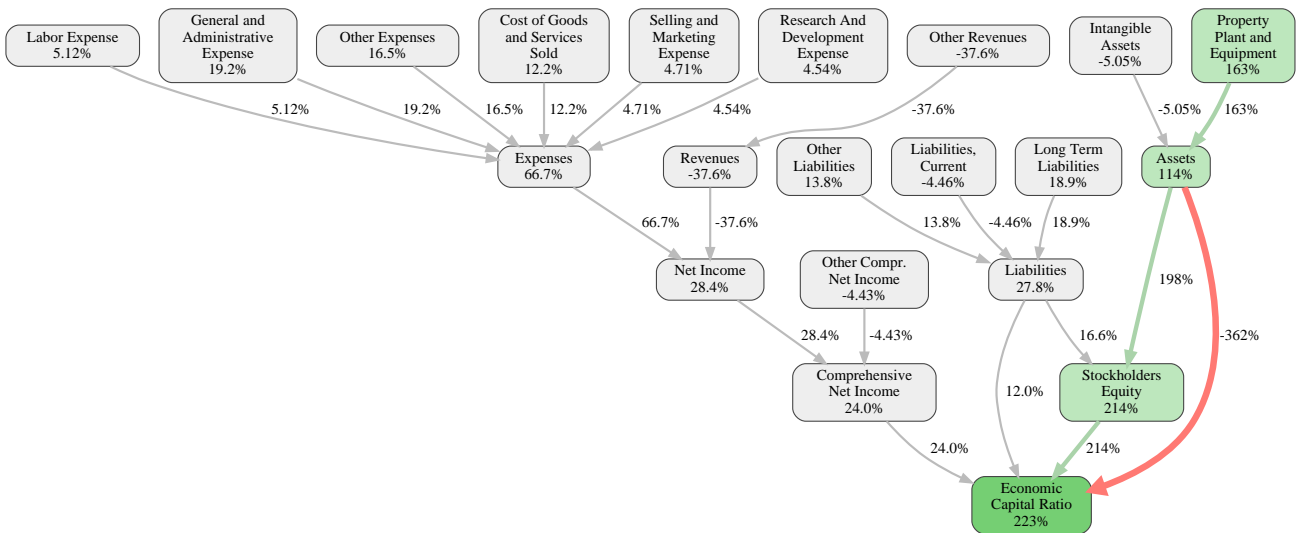 Labor Expense
5.12%
General and
Administrative
Expense
19.2%
Other Expenses
16.5%
Cost of Goods
and Services
Sold
12.2%
Selling and
Marketing
Expense
4.71%
Research And
Development
Expense
4.54%
Other Revenues
-37.6%
Intangible
Assets
-5.05%
Property
Plant and
Equipment
163%
5.12%
19.2%
16.5%
12.2%
4.71%
4.54%
-37.6%
-5.05%
163%
Expenses
66.7%
Revenues
-37.6%
Other
Liabilities
13.8%
Liabilities,
Current
-4.46%
Long Term
Liabilities
18.9%
Assets
114%
66.7%
-37.6%
13.8%
-4.46%
18.9%
Net Income
28.4%
Other Compr.
Net Income
-4.43%
Liabilities
27.8%
198%
28.4%
-4.43%
16.6%
-362%
Comprehensive
Net Income
24.0%
12.0%
Stockholders
Equity
214%
24.0%
214%
Economic
Capital Ratio
223%